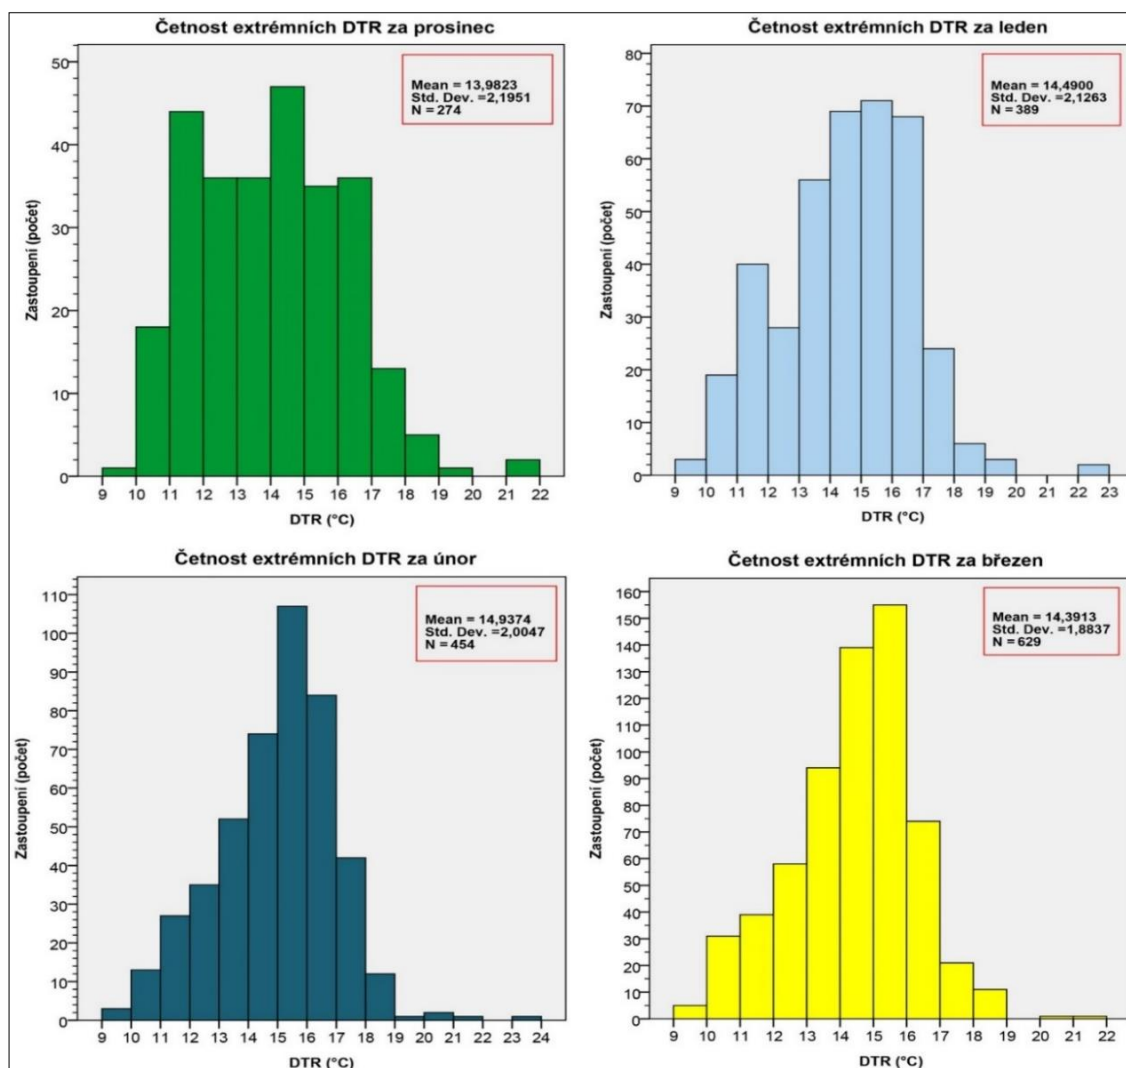 Četnost extrémních DTR za prosinec
Mean = 13,9823
Std. Dev. =2,1951
N = 274
Zastoupení (počet)
50
40
30
20
10
0
9 10 11 12 13 14 15 16 17 18 19 20 21 22
DTR (°C)
Četnost extrémních DTR za leden
Mean = 14,4900
Std. Dev. =2,1263
N = 389
Zastoupení (počet)
80
70
60
50
40
30
20
10
0
9 10 11 12 13 14 15 16 17 18 19 20 21 22 23
DTR (°C)
Četnost extrémních DTR za únor
Mean = 14,9374
Std. Dev. =2,0047
N = 454
Zastoupení (počet)
110
100
90
80
70
60
50
40
30
20
10
0
9 10 11 12 13 14 15 16 17 18 19 20 21 22 23 24
DTR (°C)
Četnost extrémních DTR za březen
Mean = 14,3913
Std. Dev. =1,8837
N = 629
Zastoupení (počet)
160
150
140
130
120
110
100
90
80
70
60
50
40
30
20
10
0
9 10 11 12 13 14 15 16 17 18 19 20 21 22
DTR (°C)